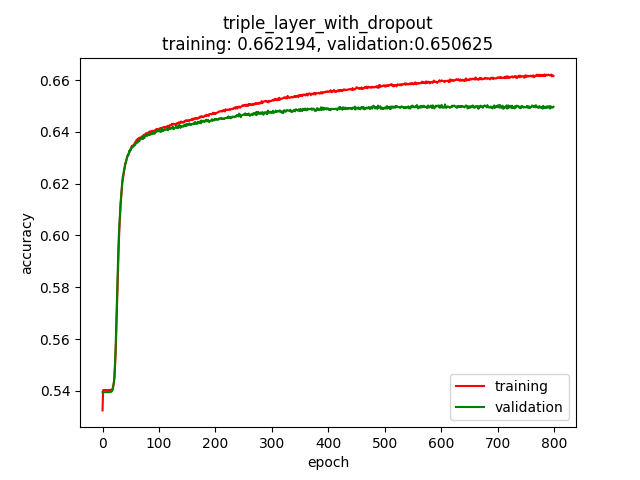 triple_layer_with_dropout
training: 0.662194, validation:0.650625
0.66
0.64
0.62
0.60
0.58
0.56
0.54
accuracy
0 100 200 300 400 500 600 700 800
epoch
training
validation